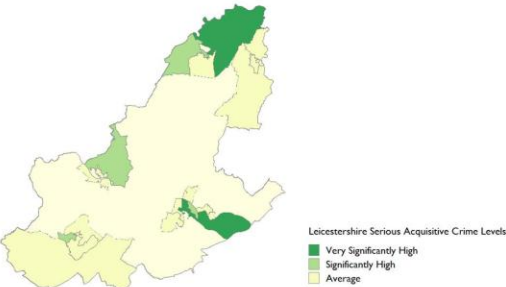 Leicestershire Serious Acquisitive Crime Levels
Very Significantly High
Significantly High
Average